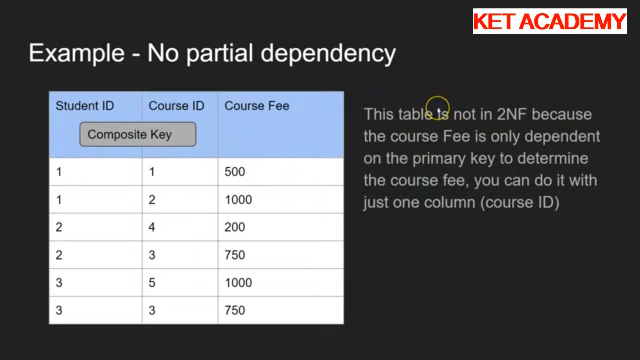 KET ACADEMY
Example - No partial dependency
Student ID Course ID Course Fee
Composite Key
1 1 500
1 2 1000
2 4 200
2 3 750
3 5 1000
3 3 750
This table is not in 2NF because
the course Fee is only dependent
on the primary key to determine
the course fee, you can do it with
just one column (course ID)